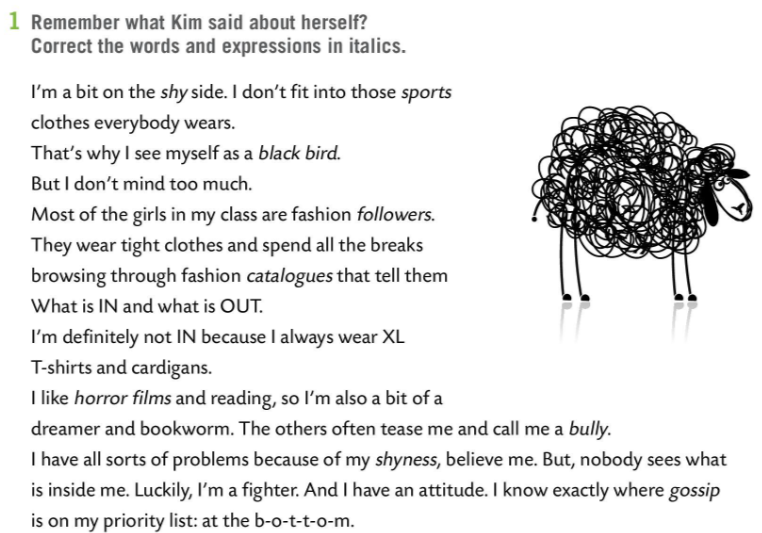 1 Remember what Kim said about herself?
Correct the words and expressions in italics.
I'm a bit on the shy side. I don't fit into those sports
clothes everybody wears.
That's why I see myself as a black bird.
But I don't mind too much.
Most of the girls in my class are fashion followers.
They wear tight clothes and spend all the breaks
browsing through fashion catalogues that tell them
What is IN and what is OUT.
I'm definitely not IN because I always wear XL
T-shirts and cardigans.
I like horror films and reading, so I'm also a bit of a
dreamer and bookworm. The others often tease me and call me a bully.
I have all sorts of problems because of my shyness, believe me. But, nobody sees what
is inside me. Luckily, I'm a fighter. And I have an attitude. I know exactly where gossip
is on my priority list: at the b-o-t-t-o-m.